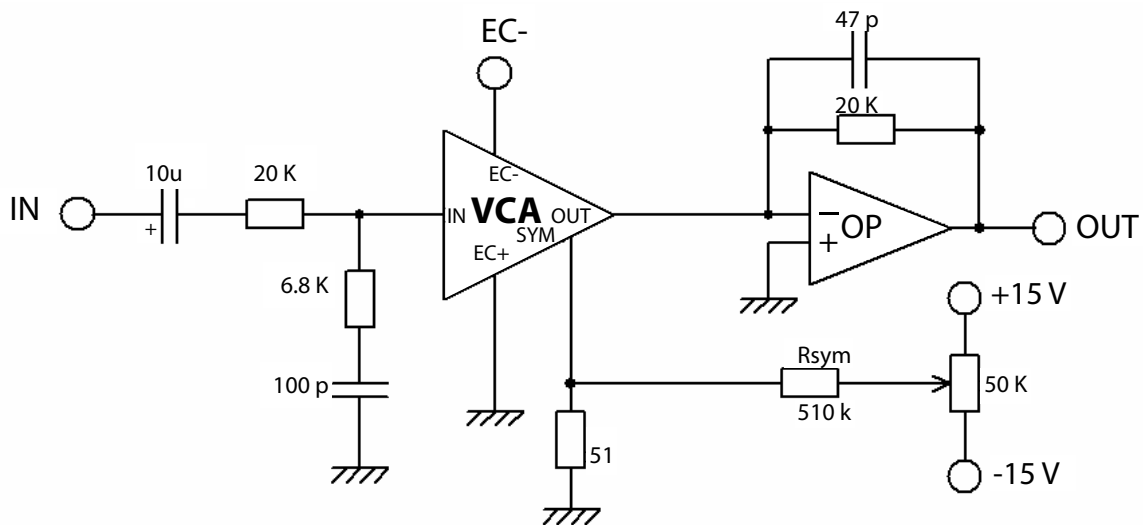 47 p
EC-
20 K
10u
20 K
IN
+
EC-
IN VCA OUT
SYM
EC+
− OP
+
OUT
6.8 K
100 p
+15 V
Rsym
510 k
50 K
51
-15 V